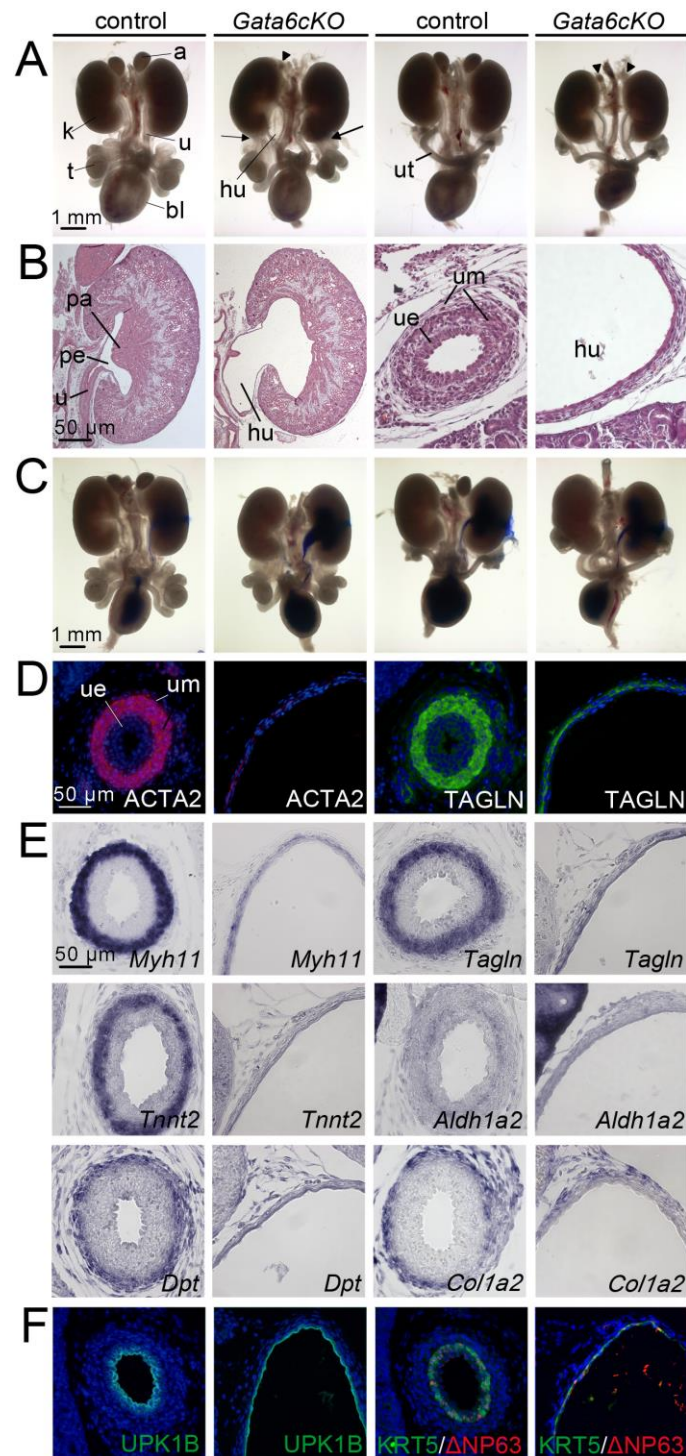 control Gata6cKO control Gata6cKO
A
a
k
u
t
hu
ut
bl
1 mm
B
pa
um
ue
pe
hu
u
50 µm
hu
C
1 mm
D
ue um
50 µm ACTA2 ACTA2 TAGLN TAGLN
E
50 µm
Myh11 Myh11 Tagln Tagln
Tnnt2 Tnnt2 Aldh1a2 Aldh1a2
Dpt Dpt Col1a2 Col1a2
F
UPK1B UPK1B KRT5/ΔNP63 KRT5/ΔNP63